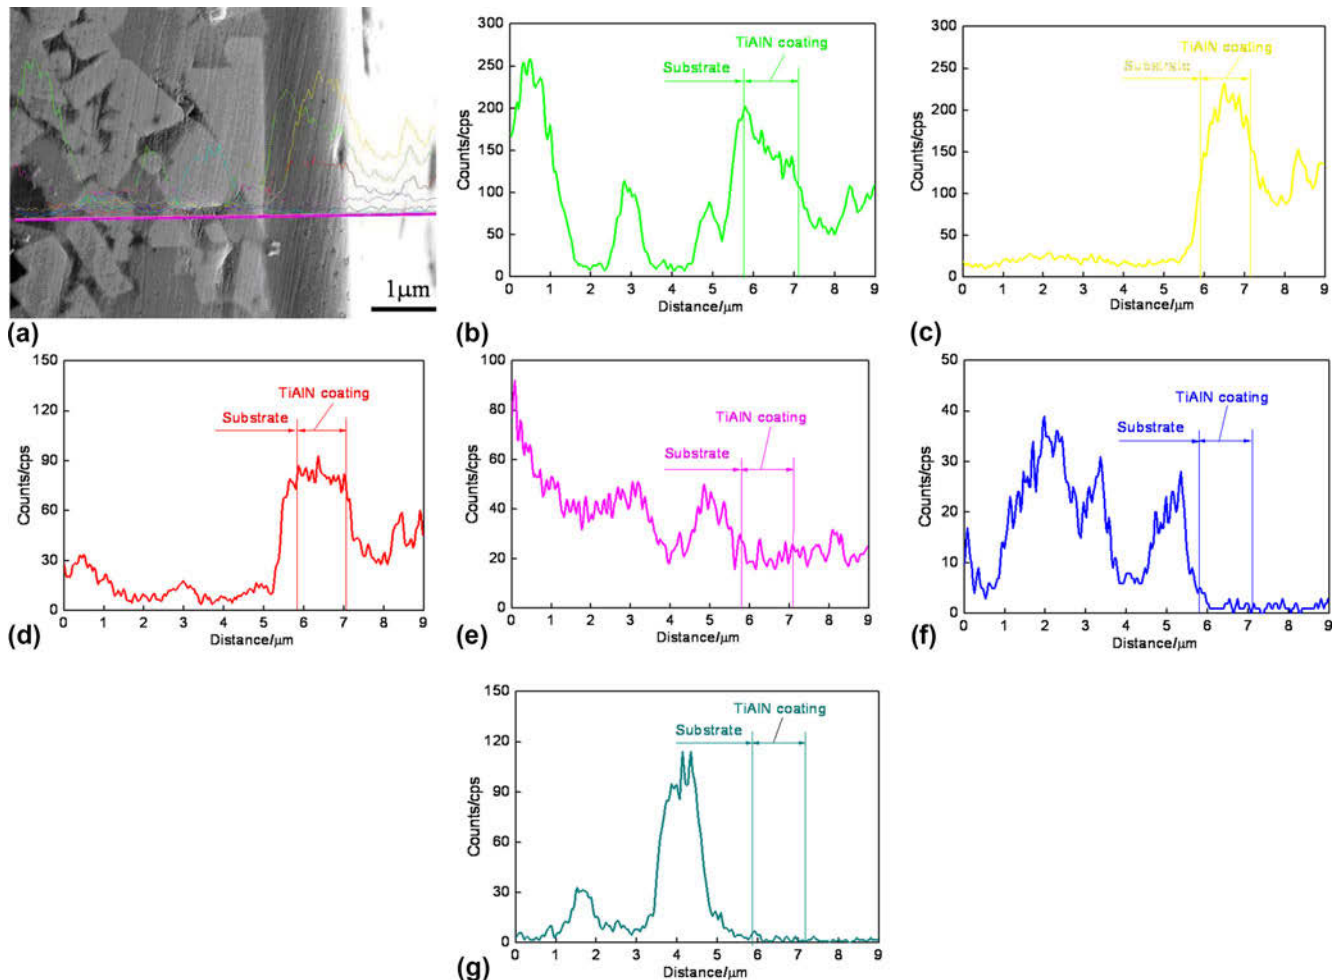 1μm
(a)
300
250
200
150
100
50
0
Counts/cps
TiAlN coating
Substrate
0 1 2 3 4 5 6 7 8 9
Distance/μm
(b)
300
250
200
150
100
50
0
Counts/cps
TiAlN coating
Substrate
0 1 2 3 4 5 6 7 8 9
Distance/μm
(c)
150
120
90
60
30
0
Counts/cps
TiAlN coating
Substrate
0 1 2 3 4 5 6 7 8 9
Distance/μm
(d)
100
80
60
40
20
0
Counts/cps
TiAlN coating
Substrate
0 1 2 3 4 5 6 7 8 9
Distance/μm
(e)
50
40
30
20
10
0
Counts/cps
TiAlN coating
Substrate
0 1 2 3 4 5 6 7 8 9
Distance/μm
(f)
150
120
90
60
30
0
Counts/cps
TiAlN coating
Substrate
0 1 2 3 4 5 6 7 8 9
Distance/μm
(g)